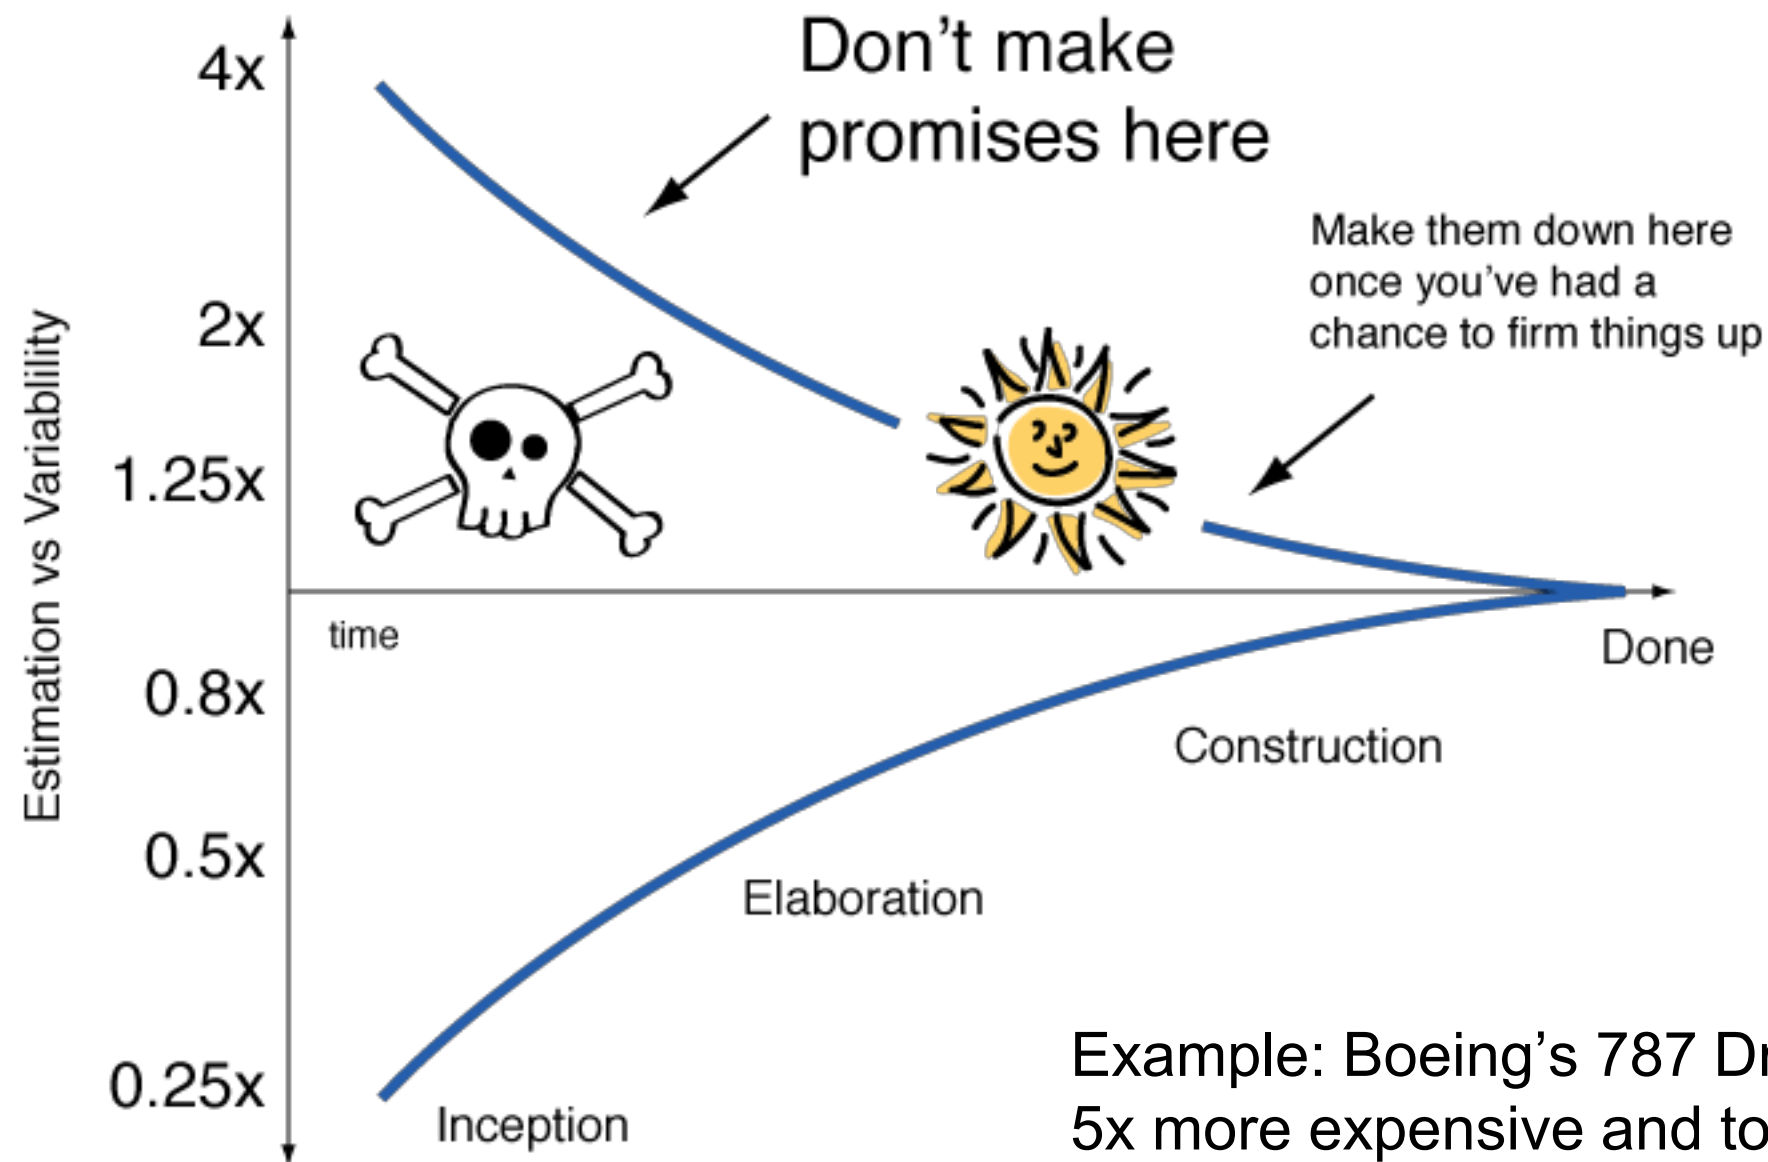 Don't make
promises here
Make them down here
once you've had a
chance to firm things up
Estimation vs Variablility
4x
2x
1.25x
0.8x
0.5x
0.25x
time
Done
Construction
Elaboration
Inception
Example: Boeing's 787
5x more expensive and